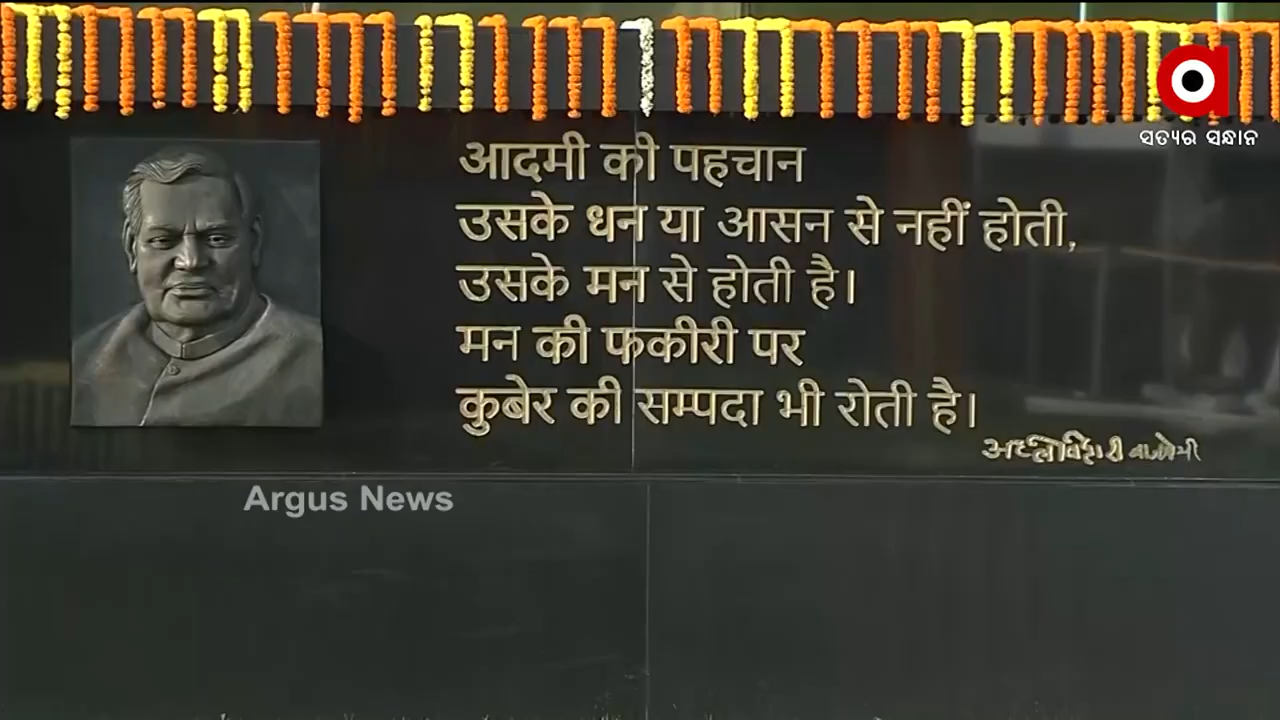 ସତ୍ୟର ସନ୍ଧାନ
आदमी की पहचान
उसके धन या आसन से नहीं होती,
उसके मन से होती है।
मन की फकीरी पर
कुबेर की सम्पदा भी रोती है।
अटल बिहारी वाजपेयी
Argus News